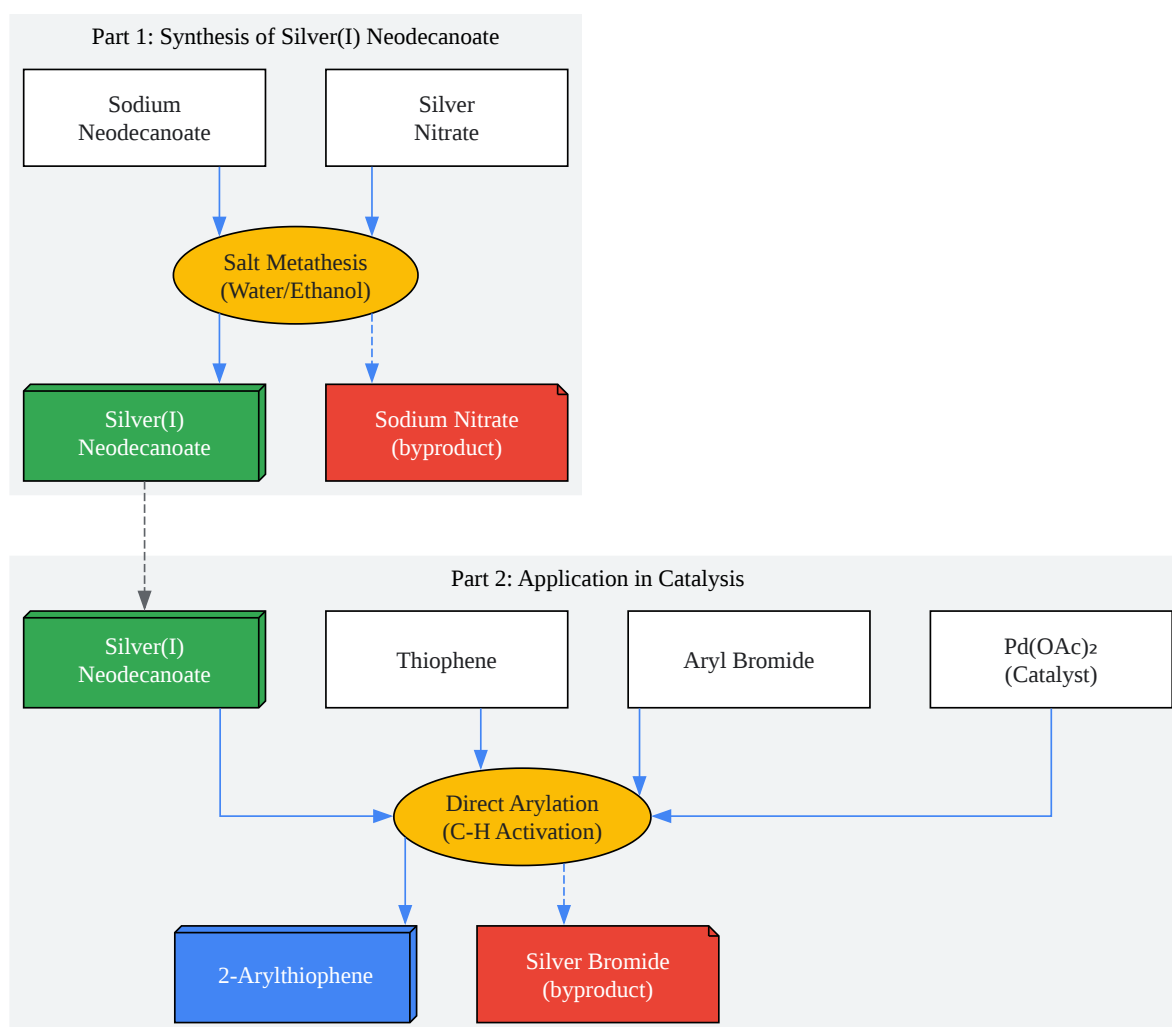 Part 1: Synthesis of Silver(I) Neodecanoate
Sodium
Neodecanoate
Silver
Nitrate
Salt Metathesis
(Water/Ethanol)
Silver(I)
Neodecanoate
Sodium Nitrate
(byproduct)
Part 2: Application in Catalysis
Silver(I)
Neodecanoate
Thiophene
Aryl Bromide
Pd(OAc)₂
(Catalyst)
Direct Arylation
(C-H Activation)
2-Arylthiophene
Silver Bromide
(byproduct)